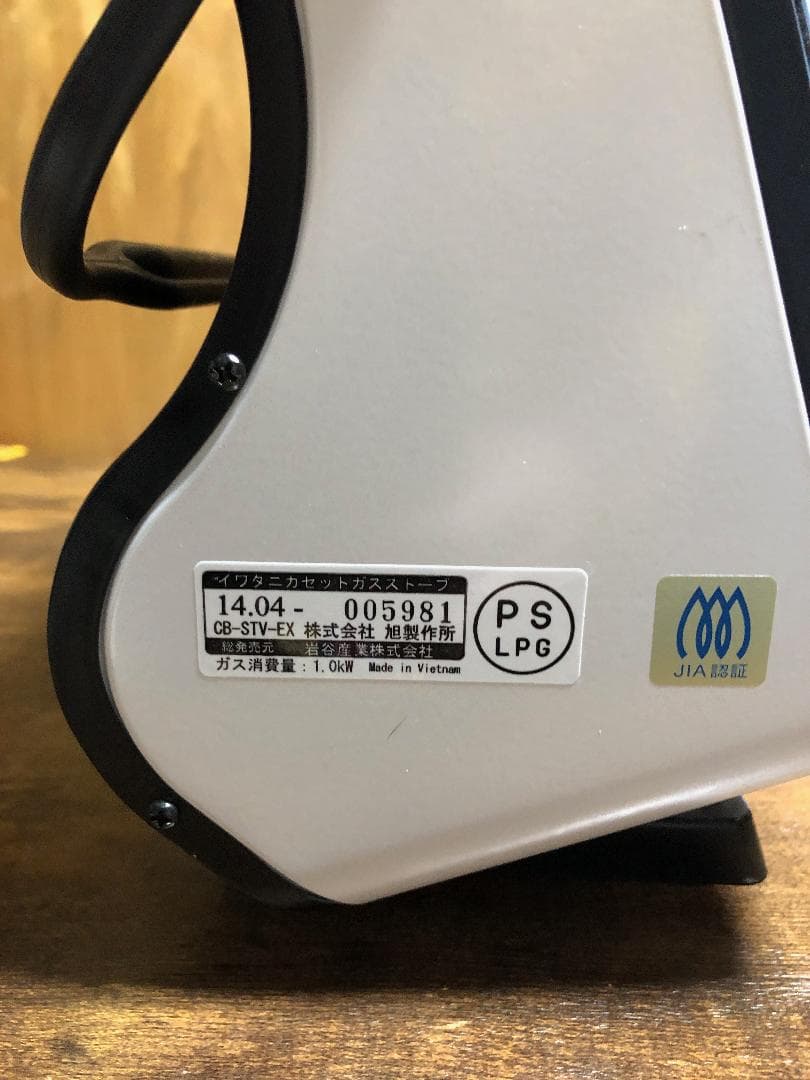 イワタニカセットガスストーブ
14.04 - 005981
CB-STV-EX 株式会社 旭製作所
総発売元 岩谷産業株式会社
ガス消費量：1.0kW Made in Vietnam
PS
LPG
JIA認証